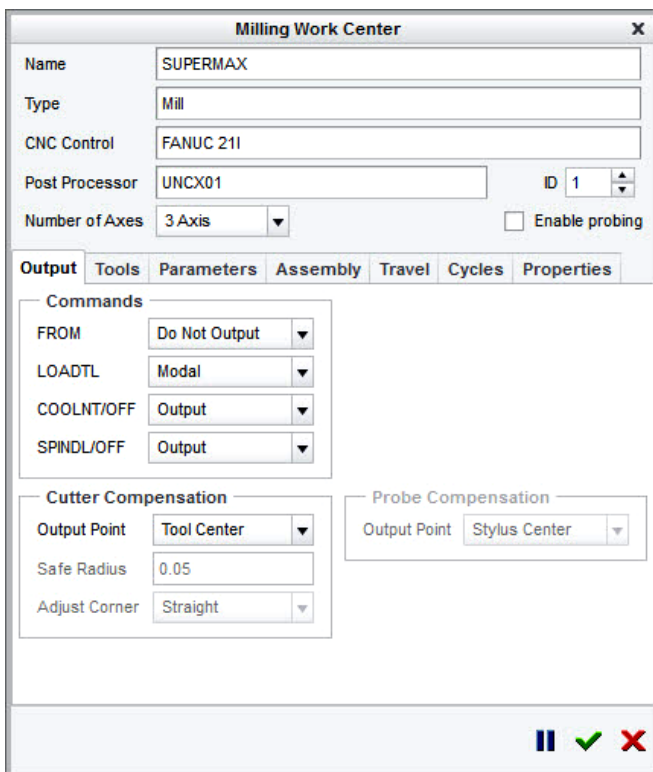 Milling Work Center x
Name SUPERMAX
Type Mill
CNC Control FANUC 21I
Post Processor UNCX01 ID 1
Number of Axes 3 Axis Enable probing
Output Tools Parameters Assembly Travel Cycles Properties
Commands
FROM Do Not Output
LOADTL Modal
COOLNT/OFF Output
SPINDL/OFF Output
Cutter Compensation Probe Compensation
Output Point Tool Center Output Point Stylus Center
Safe Radius 0.05
Adjust Corner Straight